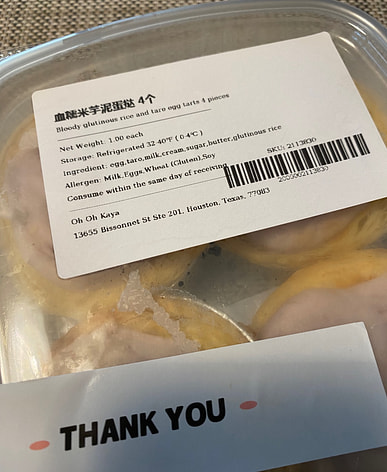 血糯米芋泥蛋挞 4个
Bloody glutinous rice and taro egg tarts 4 pieces
Net Weight: 1.00 each
Storage: Refrigerated 32-40℉ ( 0-4℃ )
Ingredient: egg,taro,milk,cream,sugar,butter,glutinous rice
Allergen: Milk,Eggs,Wheat (Gluten),Soy
Consume within the same day of receiving
SKU: 2113830
2000002113830
Oh Oh Kaya
13655 Bissonnet St Ste 201, Houston, Texas, 77083
THANK YOU